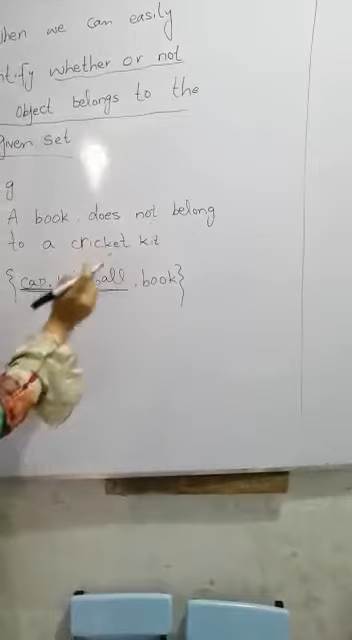 when we can easily
ntify whether or not
object belongs to the
given set
g
A book. does not belong
to a cricket kit
{cap, ball, book}